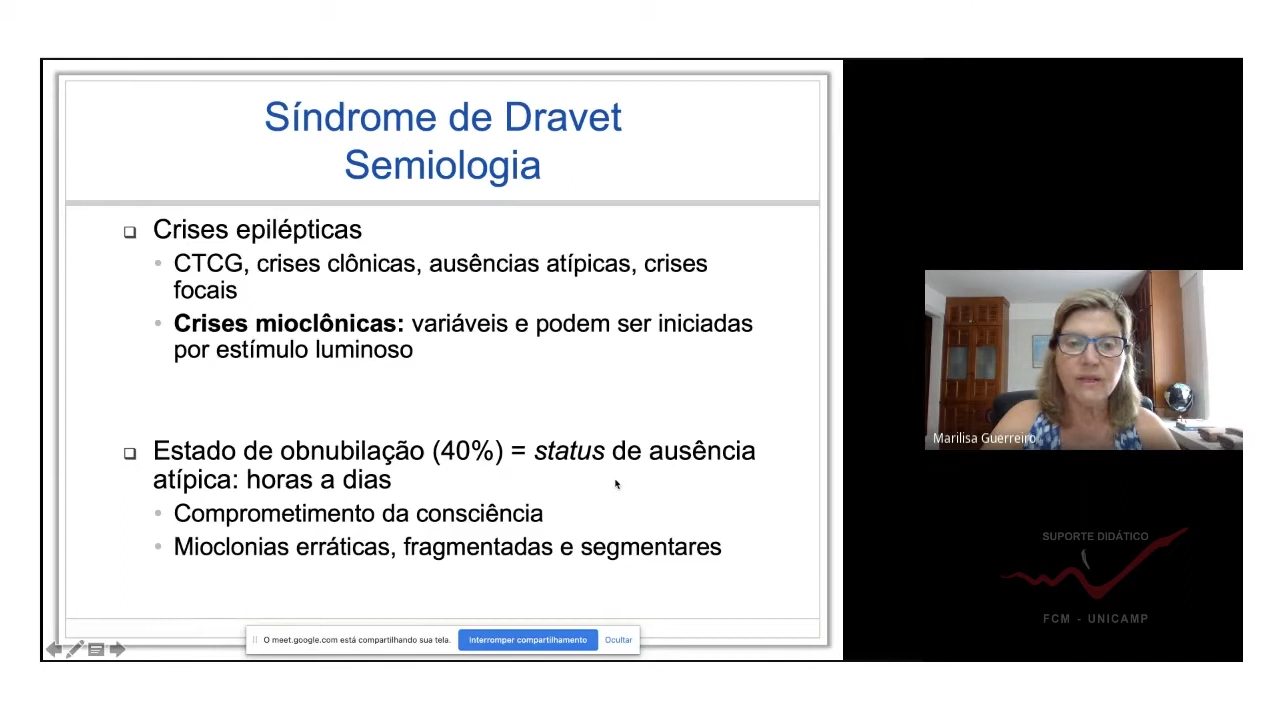 Síndrome de Dravet
Semiologia
Crises epilépticas
CTCG, crises clônicas, ausências atípicas, crises
focais
Crises mioclônicas: variáveis e podem ser iniciadas
por estímulo luminoso
Estado de obnubilação (40%) = status de ausência
atípica: horas a dias
Comprometimento da consciência
Mioclonias erráticas, fragmentadas e segmentares
O meet.google.com está compartilhando sua tela.
Interromper compartilhamento
Ocultar
Marilisa Guerreiro
SUPORTE DIDÁTICO
FCM - UNICAMP